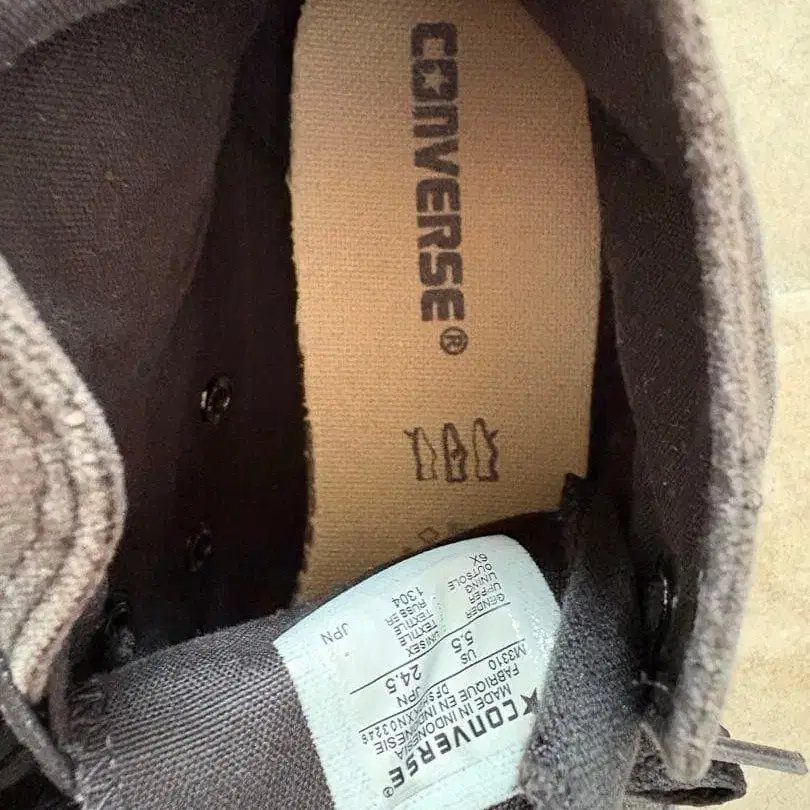 CONVERSE®
★CONVERSE®
MADE IN INDONESIA
FABRIQUE EN INDONESIE
M3310
US JPN
5.5 24.5
GENDER UNISEX
UPPER TEXTILE
LINING TEXTILE
OUTSOLE RUBBER
6X 1304
JPN